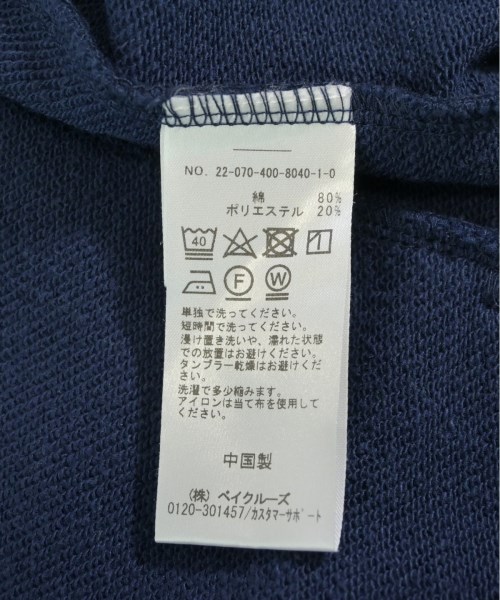 NO. 22-070-400-8040-1-0
綿 80%
ポリエステル 20%
40
F W
単独で洗ってください。
短時間で洗ってください。
浸け置き洗いや、濡れた状態
での放置はお避けください。
タンブラー乾燥はお避けくだ
さい。
洗濯で多少縮みます。
アイロンは当て布を使用して
ください。
中国製
(株) ベイクルーズ
0120-301457/カスタマーサポート